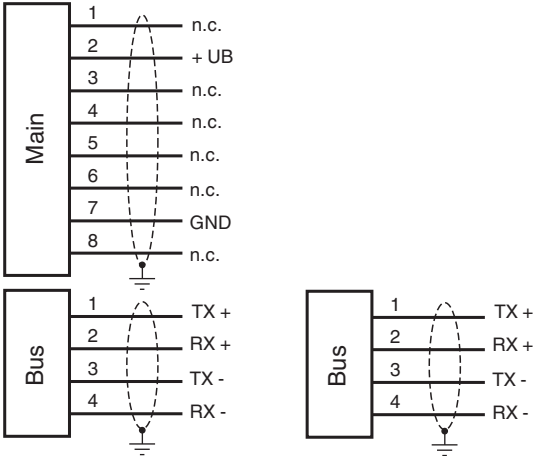 Main
1 n.c.
2 + UB
3 n.c.
4 n.c.
5 n.c.
6 n.c.
7 GND
8 n.c.
Bus
1 TX +
2 RX +
3 TX -
4 RX -
Bus
1 TX +
2 RX +
3 TX -
4 RX -